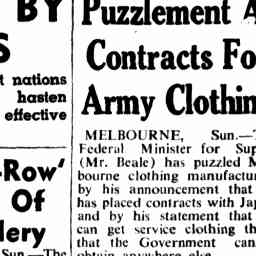 BY
S
t nations
hasten
effective
-Row'
Of
lery
Sun.—The
Puzzlement A
Contracts Fo
Army Clothin
MELBOURNE, Sun.—T
Federal Minister for Sup
(Mr. Beale) has puzzled M
bourne clothing manufactur
by his announcement that
has placed contracts with Jap
and by his statement that
can get service clothing th
that the Government can
obtain anywhere else